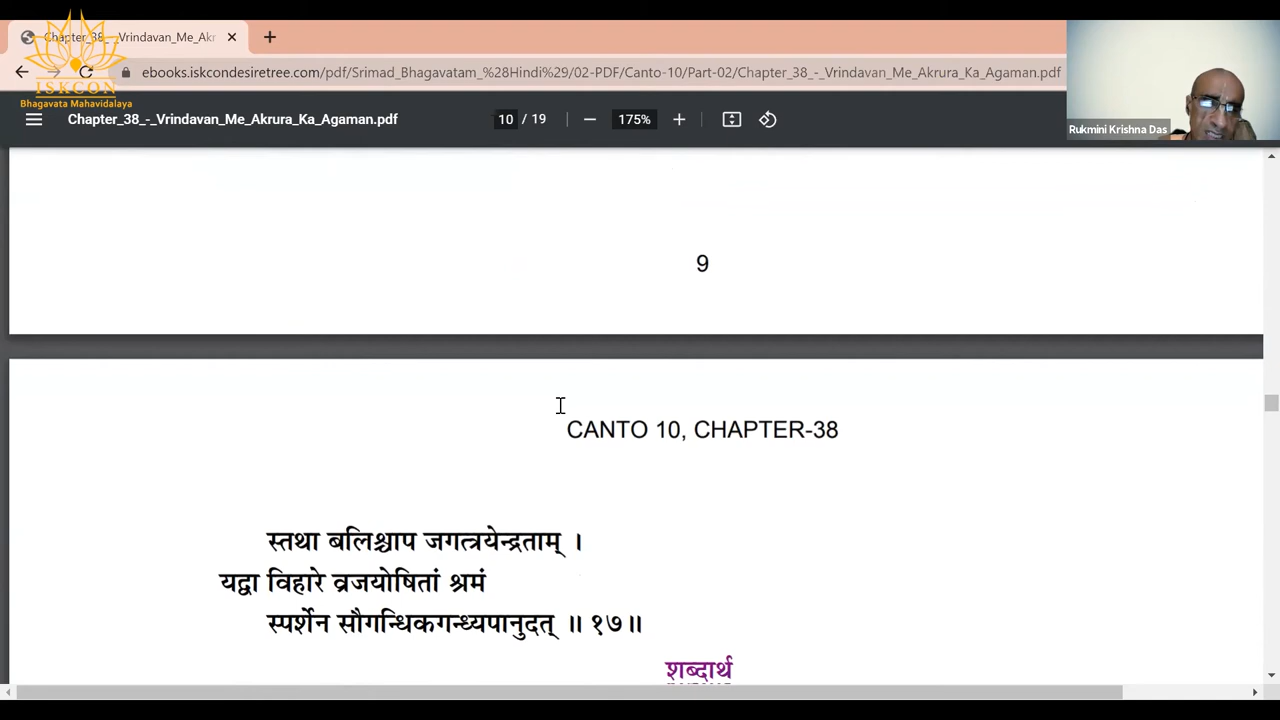 Chapter_38_-_Vrindavan_Me_Akr
ISKCON
Bhagavata Mahavidalaya
ebooks.iskcondesiretree.com/pdf/Srimad_Bhagavatam_%28Hindi%29/02-PDF/Canto-10/Part-02/Chapter_38_-_Vrindavan_Me_Akrura_Ka_Agaman.pdf
Chapter_38_-_Vrindavan_Me_Akrura_Ka_Agaman.pdf
10 / 19
175%
Rukmini Krishna Das
9
CANTO 10, CHAPTER-38
स्तथा बलिश्चाप जगत्त्रयेन्द्रताम् ।
यद्वा विहारे व्रजयोषितां श्रमं
स्पर्शेन सौगन्धिकगन्ध्यपानुदत् ॥ १७॥
शब्दार्थ